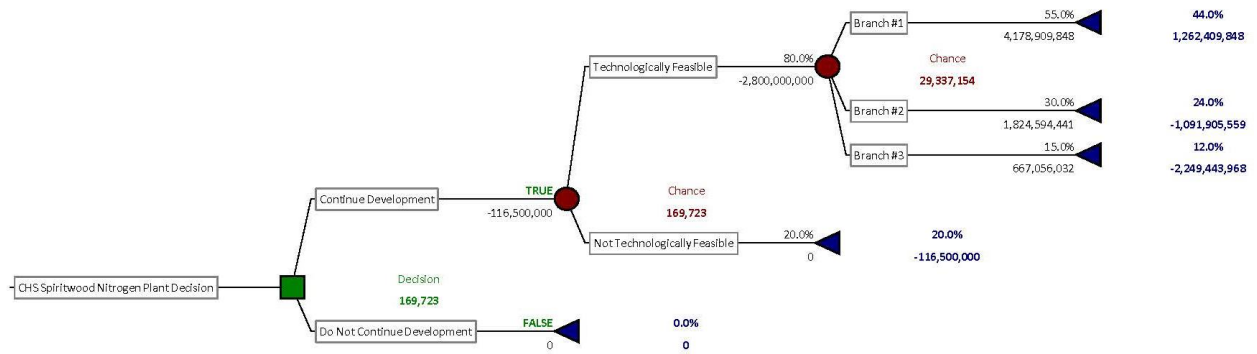 55.0%
44.0%
Branch #1
4,178,909,848
1,262,409,848
80.0%
Chance
Technologically Feasible
-2,800,000,000
29,337,154
30.0%
24.0%
Branch #2
1,824,594,441
-1,091,905,559
15.0%
12.0%
Branch #3
667,056,032
-2,249,443,968
TRUE
Chance
Continue Development
-116,500,000
169,723
20.0%
20.0%
Not Technologically Feasible
0
-116,500,000
Decision
CHS Spiritwood Nitrogen Plant Decision
169,723
FALSE
0.0%
Do Not Continue Development
0
0